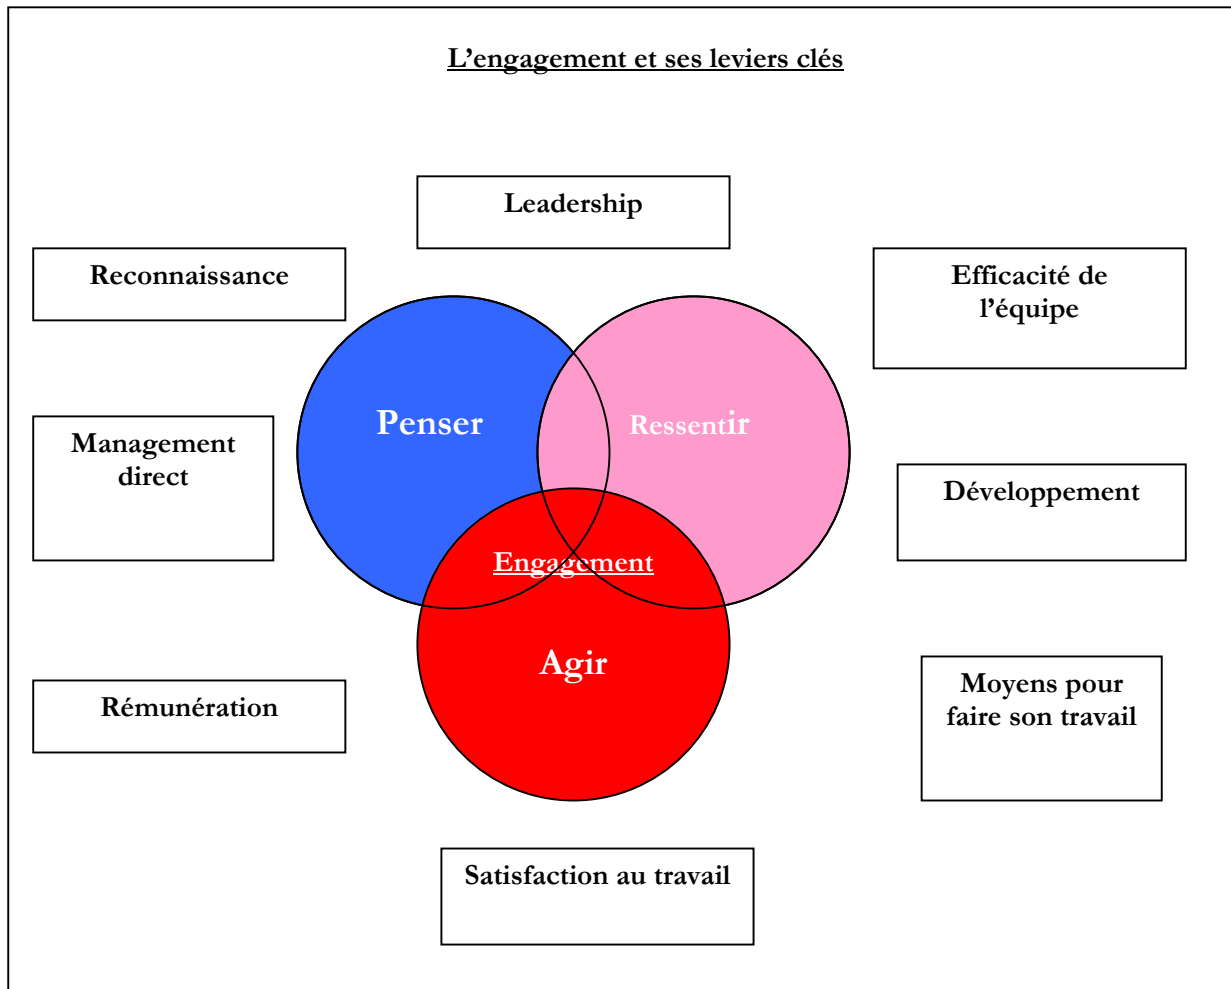 L’engagement et ses leviers clés
Leadership
Reconnaissance
Efficacité de
l’équipe
Penser
Ressentir
Management
direct
Développement
Engagement
Agir
Moyens pour
faire son travail
Rémunération
Satisfaction au travail